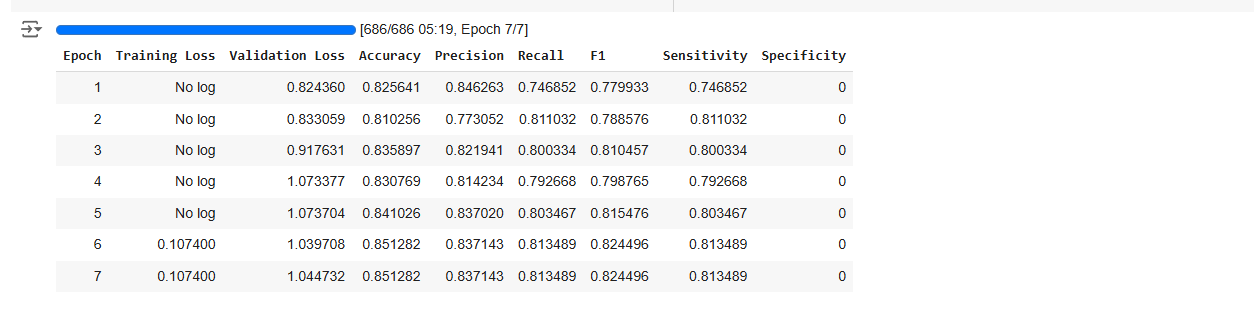 [686/686 05:19, Epoch 7/7]
Epoch Training Loss Validation Loss Accuracy Precision Recall F1 Sensitivity Specificity
1 No log 0.824360 0.825641 0.846263 0.746852 0.779933 0.746852 0
2 No log 0.833059 0.810256 0.773052 0.811032 0.788576 0.811032 0
3 No log 0.917631 0.835897 0.821941 0.800334 0.810457 0.800334 0
4 No log 1.073377 0.830769 0.814234 0.792668 0.798765 0.792668 0
5 No log 1.073704 0.841026 0.837020 0.803467 0.815476 0.803467 0
6 0.107400 1.039708 0.851282 0.837143 0.813489 0.824496 0.813489 0
7 0.107400 1.044732 0.851282 0.837143 0.813489 0.824496 0.813489 0